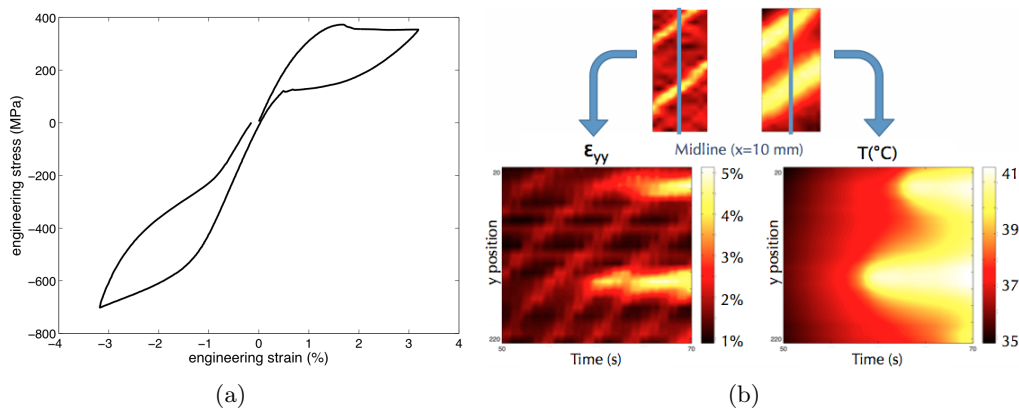 400
200
0
−200
−400
−600
−800
−4 −3 −2 −1 0 1 2 3 4
engineering stress (MPa)
engineering strain (%)
(a)
εyy
Midline (x=10 mm)
T(°C)
20
220
y position
50
70
Time (s)
5%
4%
3%
2%
1%
20
220
y position
50
70
Time (s)
41
39
37
35
(b)